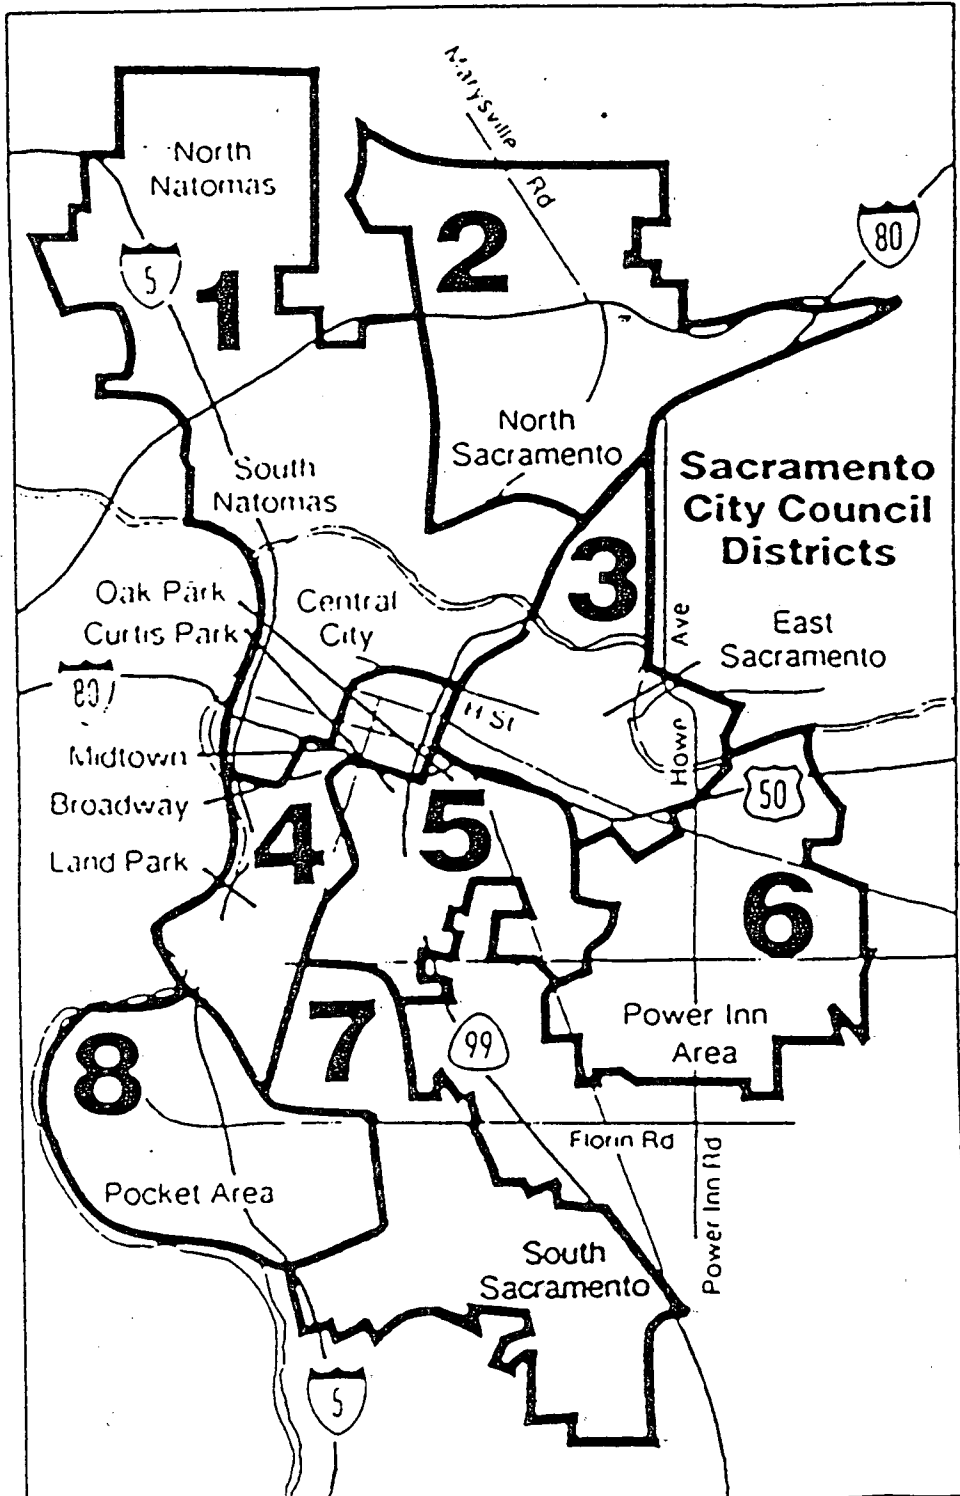 Marysville
Rd
North
Natomas
2
80
5
1
North
Sacramento
South
Natomas
Sacramento
City Council
Districts
3
Oak Park
Curtis Park
Central
City
Ave
East
Sacramento
80
H St
Howe
Midtown
Broadway
50
4
5
Land Park
6
7
Power Inn
Area
99
8
Florin Rd
Power Inn Rd
Pocket Area
South
Sacramento
5